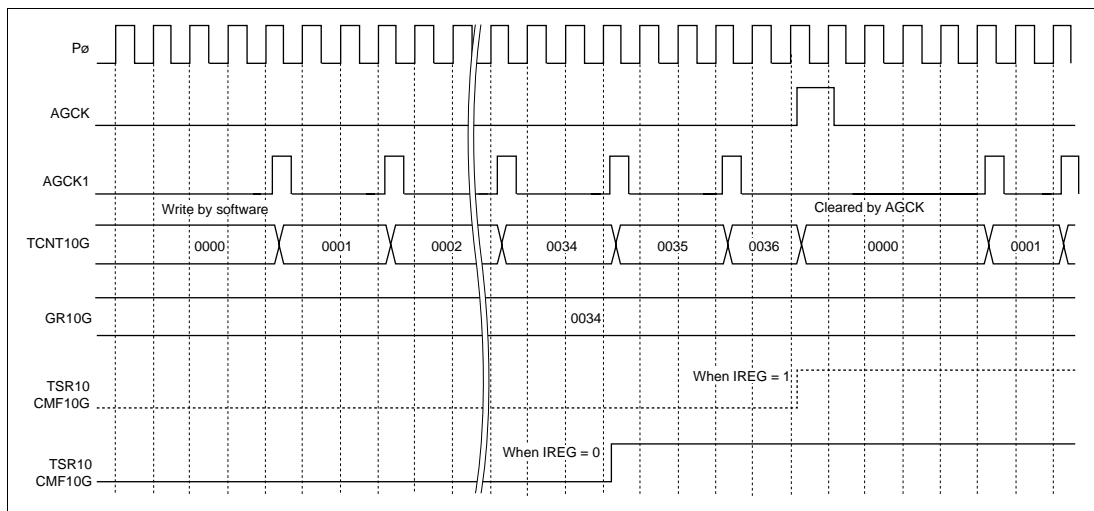 Pø
AGCK
AGCK1
Write by software
Cleared by AGCK
TCNT10G
0000
0001
0002
0034
0035
0036
0000
0001
GR10G
0034
When IREG = 1
TSR10
CMF10G
When IREG = 0
TSR10
CMF10G